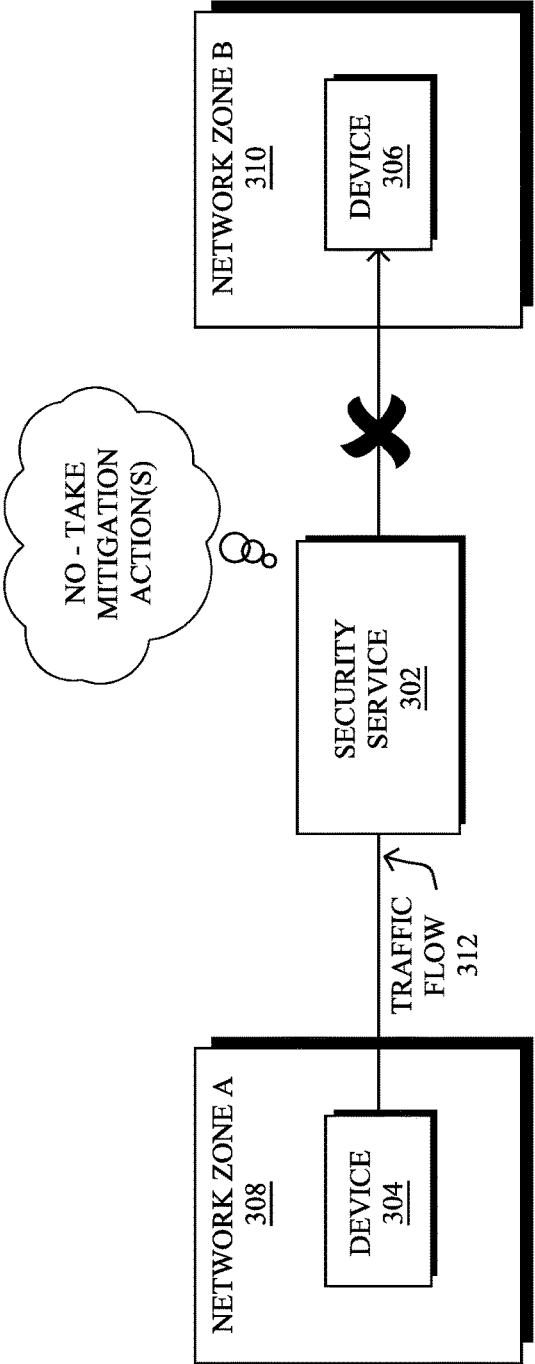 NO - TAKE
MITIGATION
ACTION(S)
NETWORK ZONE A
308
DEVICE
304
TRAFFIC
FLOW
312
SECURITY
SERVICE
302
NETWORK ZONE B
310
DEVICE
306